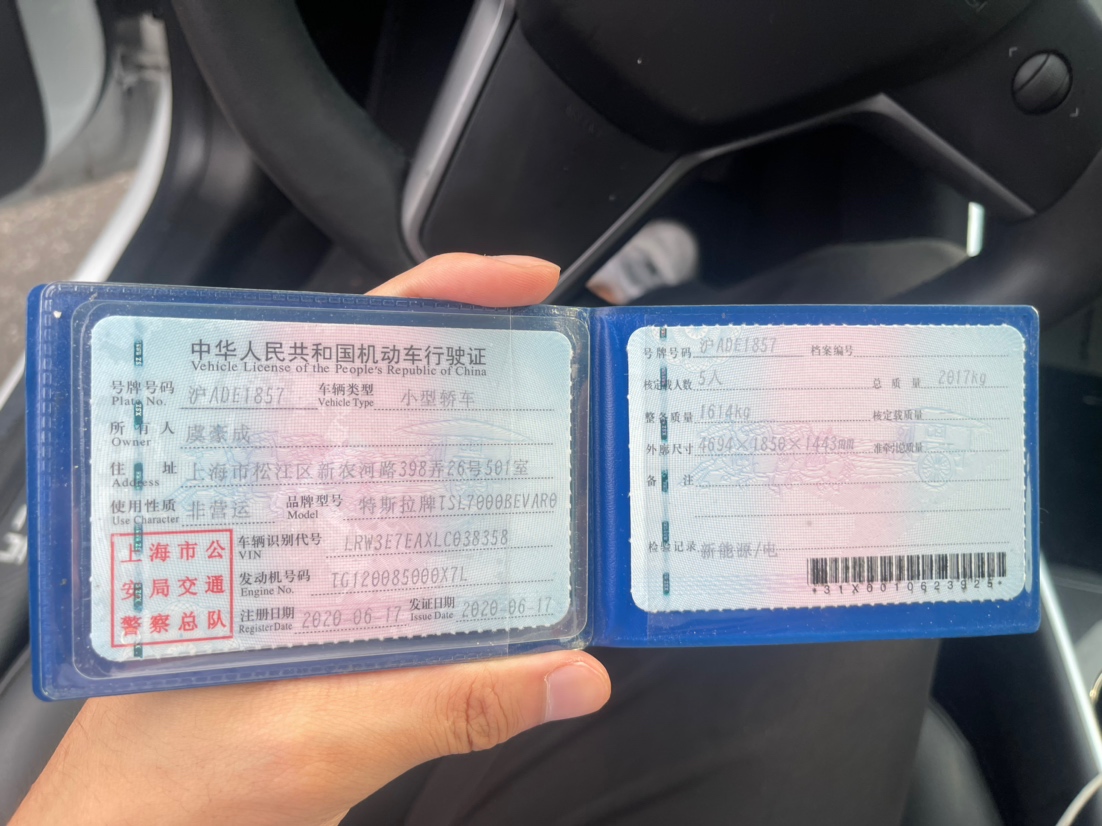 中华人民共和国机动车行驶证
Vehicle License of the People's Republic of China
号牌号码 沪ADE1857 车辆类型 小型轿车
Plate No. Vehicle Type
所有人 虞豪成
Owner
住址 上海市松江区新农河路398弄26号501室
Address
使用性质 非营运 品牌型号 特斯拉牌TSL7000BEVAR0
Use Character Model
上海市公
安局交通
警察总队
车辆识别代号 LRW3E7EAXLC038358
VIN
发动机号码 TG120085000X7L
Engine No.
注册日期 2020-06-17 发证日期 2020-06-17
Register Date Issue Date
号牌号码 沪ADE1857 档案编号
核定载人数 5人 总质量 2017kg
整备质量 1614kg 核定载质量
外廓尺寸 4694×1850×1443mm 准牵引总质量
备注
检验记录 新能源/电